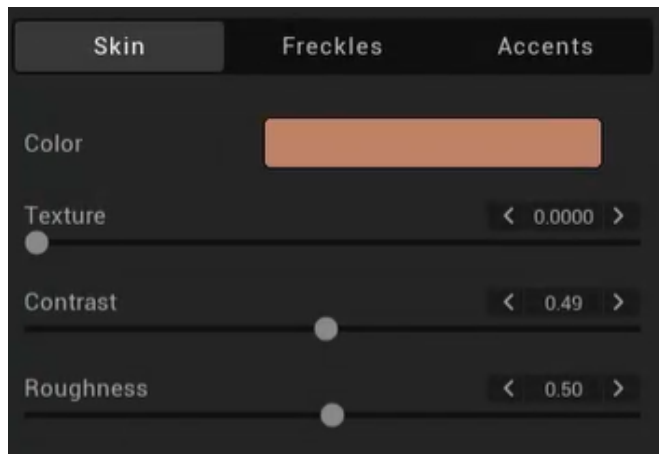 Skin Freckles Accents
Color
Texture < 0.0000 >
Contrast < 0.49 >
Roughness < 0.50 >